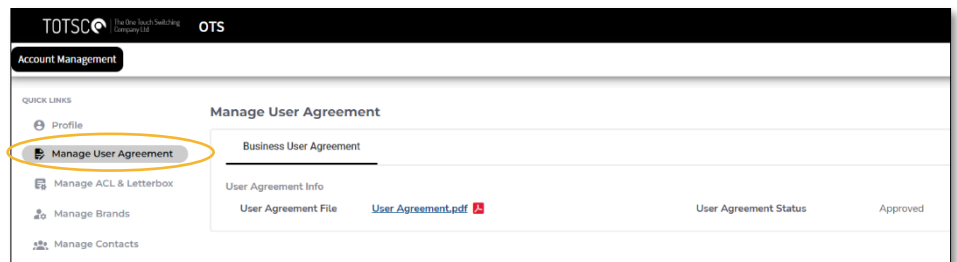 TOTSCO The One Touch Switching Company Ltd OTS
Account Management
QUICK LINKS
Profile
Manage User Agreement
Manage ACL & Letterbox
Manage Brands
Manage Contacts
Manage User Agreement
Business User Agreement
User Agreement Info
User Agreement File User Agreement.pdf User Agreement Status Approved